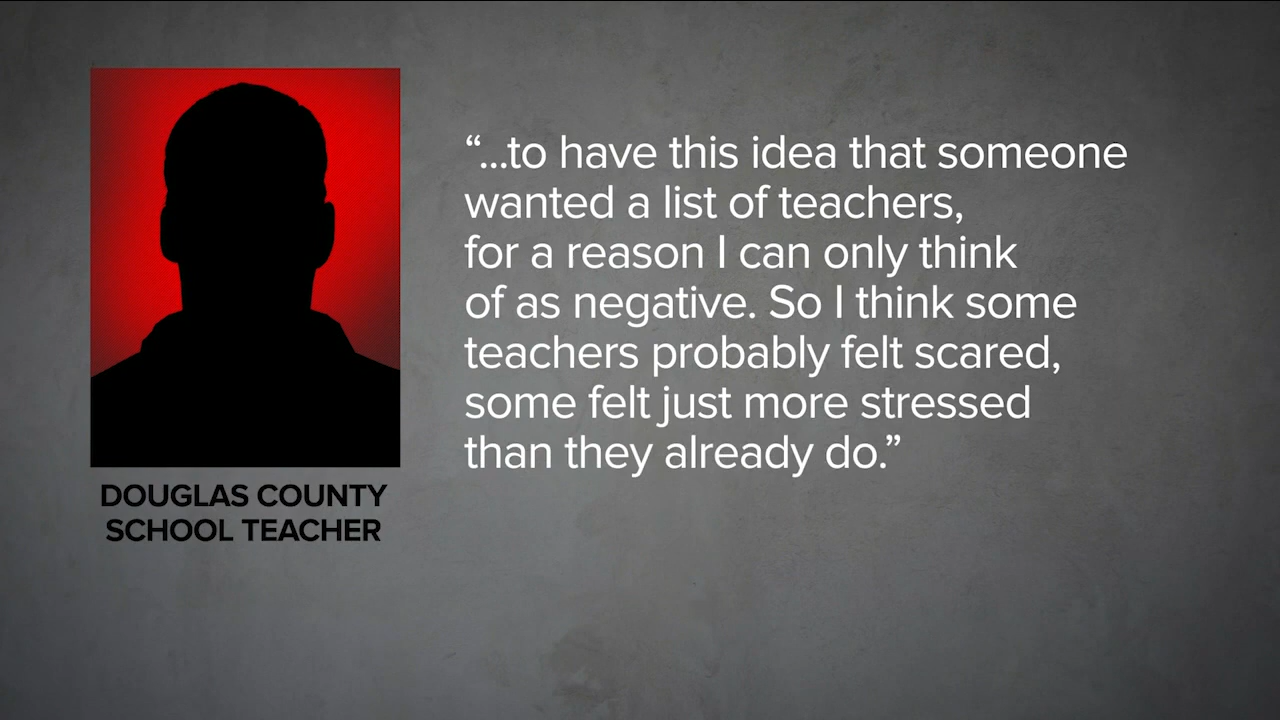 “...to have this idea that someone
wanted a list of teachers,
for a reason I can only think
of as negative. So I think some
teachers probably felt scared,
some felt just more stressed
than they already do.”
DOUGLAS COUNTY
SCHOOL TEACHER